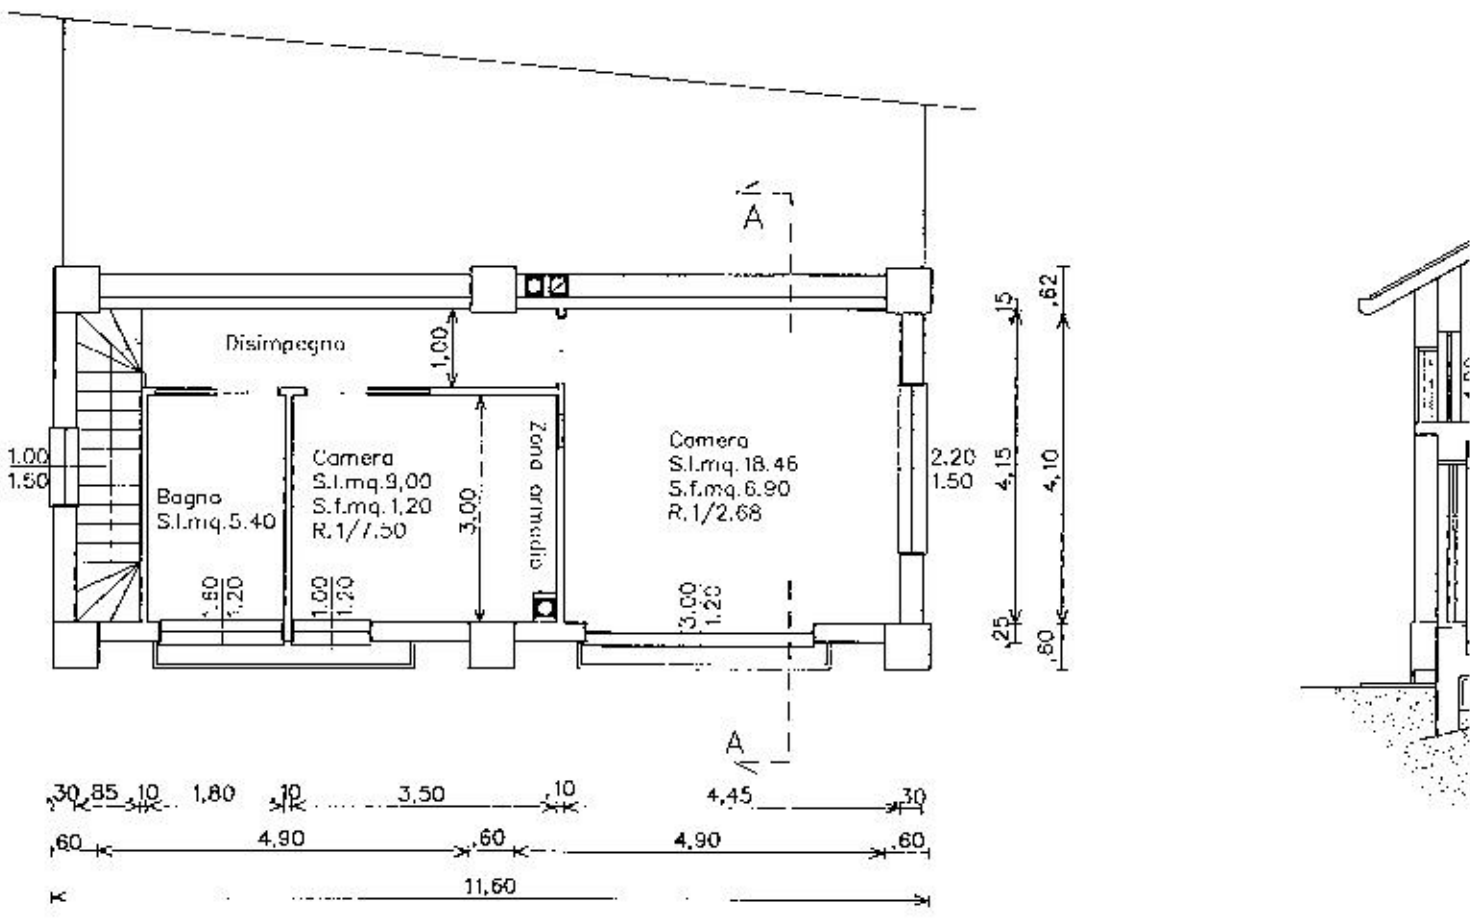 A
,62
,15
Disimpegno
1,00
Camera
S.l.mq.18.46
S.f.mq.6.90
R.1/2.68
2.20
1.50
4,15
4,10
1.00
1.60
Camera
S.l.mq.9,00
S.f.mq.1,20
R.1/7.50
3,00
Zona armadio
Bagno
S.l.mq.5.40
1.60
1.20
1.00
1.20
3.00
1.20
,25
,60
A
,30 ,85 ,10 1,80 ,10 3,50 ,10 4,45 ,30
,60 4,90 ,60 4,90 ,60
11,60